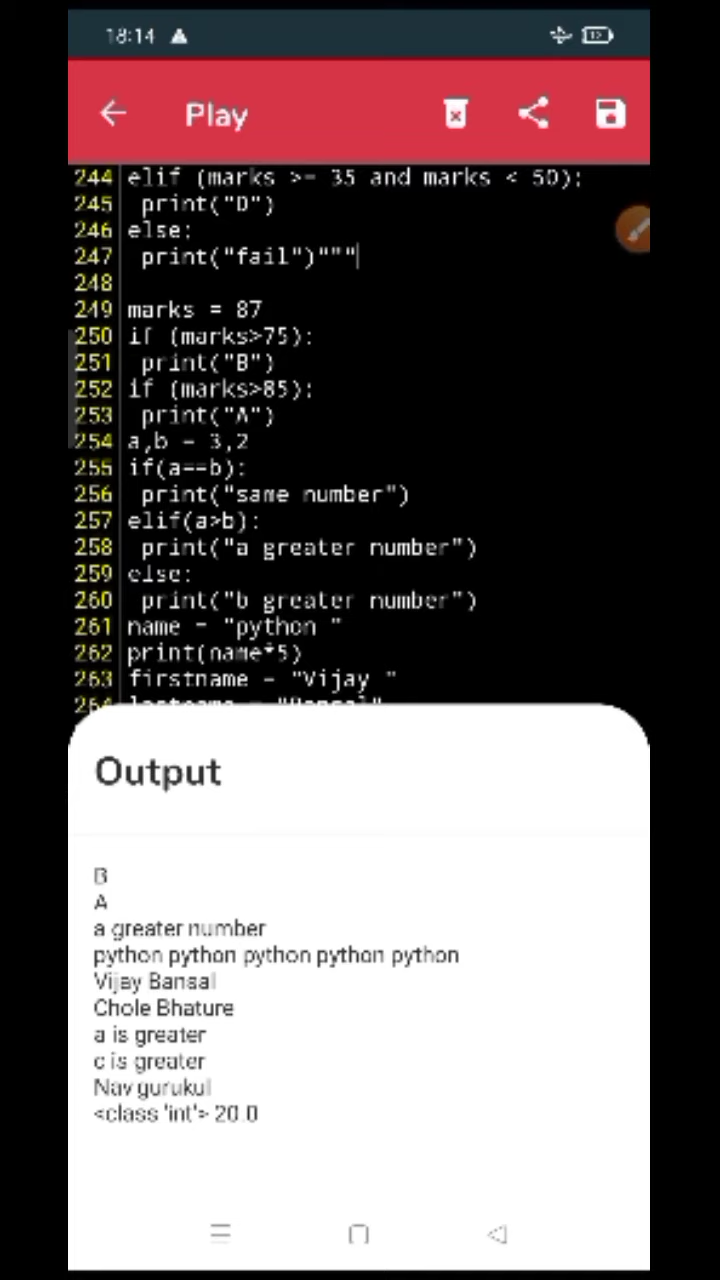 18:14
Play
244 elif (marks >= 35 and marks < 50):
245 print("D")
246 else:
247 print("fail")"""
248
249 marks = 87
250 if (marks>75):
251 print("B")
252 if (marks>85):
253 print("A")
254 a,b = 3,2
255 if(a==b):
256 print("same number")
257 elif(a>b):
258 print("a greater number")
259 else:
260 print("b greater number")
261 name = "python "
262 print(name*5)
263 firstname = "Vijay "
264 lastname = "Bansal"
Output
B
A
a greater number
python python python python python
Vijay Bansal
Chole Bhature
a is greater
c is greater
Nav gurukul
<class 'int'> 20.0